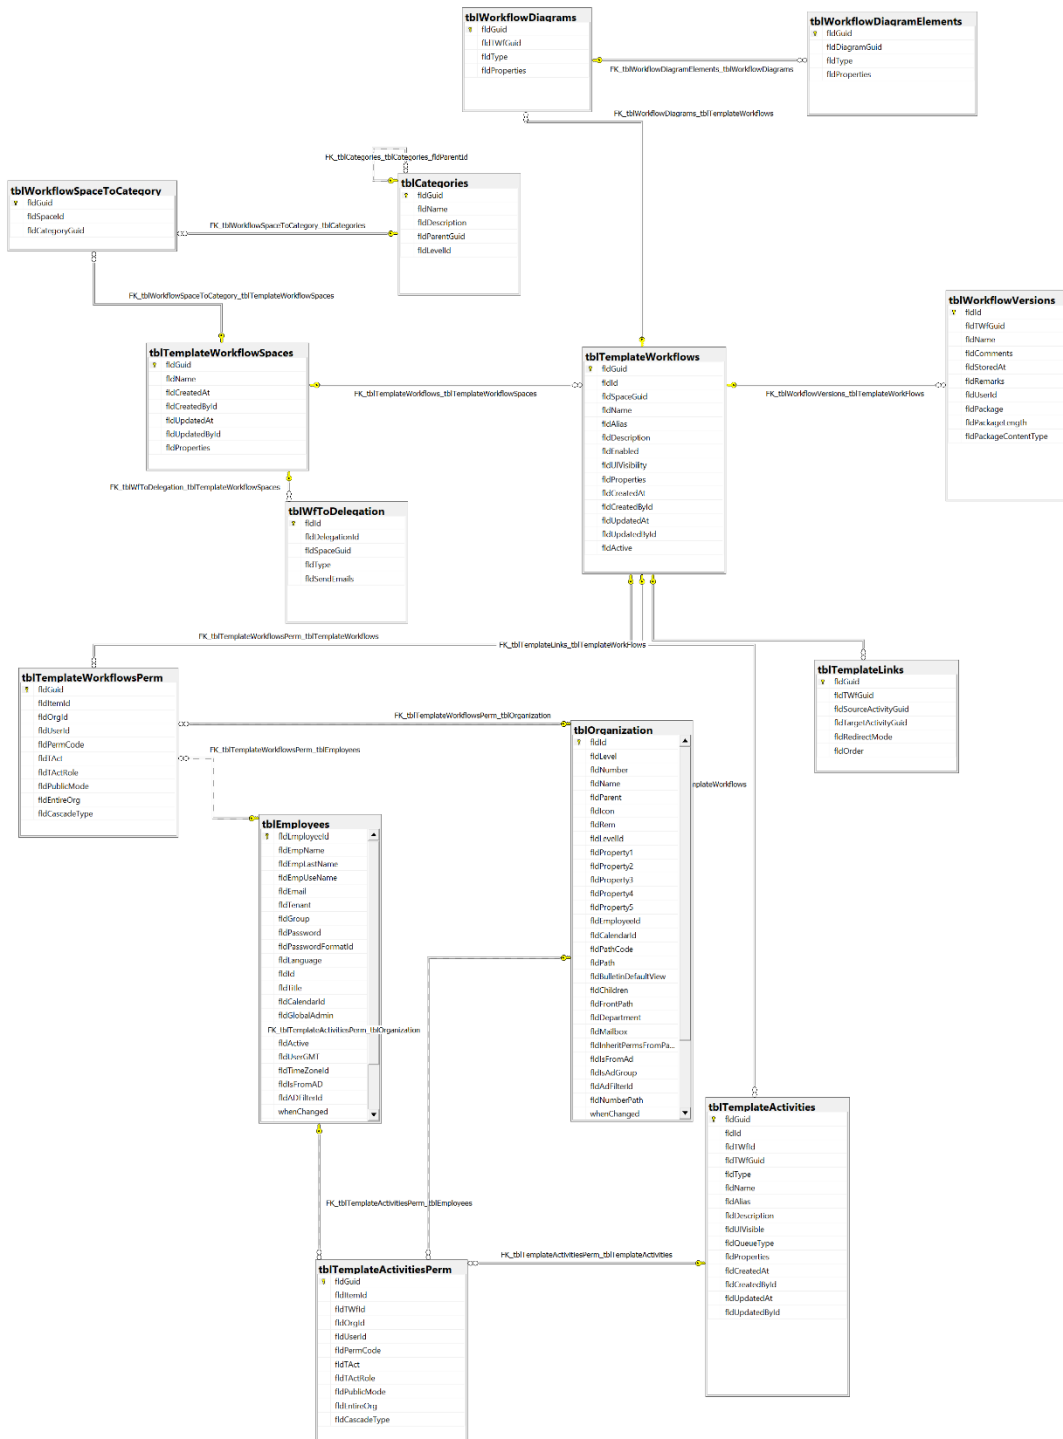 tblWorkflowDiagrams
fldGuid
fldTWfGuid
fldType
fldProperties
tblWorkflowDiagramElements
fldGuid
fldDiagramGuid
fldType
fldProperties
FK_tblWorkflowDiagramElements_tblWorkflowDiagrams
FK_tblWorkflowDiagrams_tblTemplateWorkflows
FK_tblCategories_tblCategories_fldParentId
tblCategories
fldGuid
fldName
fldDescription
fldParentGuid
fldLevelId
tblWorkflowSpaceToCategory
fldGuid
fldSpaceId
fldCategoryGuid
FK_tblWorkflowSpaceToCategory_tblCategories
FK_tblWorkflowSpaceToCategory_tblTemplateWorkflowSpaces
tblTemplateWorkflowSpaces
fldGuid
fldName
fldCreatedAt
fldCreatedById
fldUpdatedAt
fldUpdatedById
fldProperties
FK_tblTemplateWorkflows_tblTemplateWorkflowSpaces
tblTemplateWorkflows
fldGuid
fldId
fldSpaceGuid
fldName
fldAlias
fldDescription
fldEnabled
fldUIVisibility
fldProperties
fldCreatedAt
fldCreatedById
fldUpdatedAt
fldUpdatedById
fldActive
FK_tblWorkflowVersions_tblTemplateWorkFlows
tblWorkflowVersions
fldId
fldTWfGuid
fldName
fldComments
fldStoredAt
fldRemarks
fldUserId
fldPackage
fldPackageLength
fldPackageContentType
FK_tblWfToDelegation_tblTemplateWorkflowSpaces
tblWfToDelegation
fldId
fldDelegationId
fldSpaceGuid
fldType
fldSendEmails
FK_tblTemplateWorkflowsPerm_tblTemplateWorkflows
FK_tblTemplateLinks_tblTemplateWorkFlows
tblTemplateWorkflowsPerm
fldGuid
fldItemId
fldOrgId
fldUserId
fldPermCode
fldTAct
fldTActRole
fldPublicMode
fldEntireOrg
fldCascadeType
tblTemplateLinks
fldGuid
fldTWfGuid
fldSourceActivityGuid
fldTargetActivityGuid
fldRedirectMode
fldOrder
FK_tblTemplateWorkflowsPerm_tblOrganization
FK_tblTemplateWorkflowsPerm_tblEmployees
tblOrganization
fldId
fldLevel
fldNumber
fldName
fldParent
fldIcon
fldRem
fldLevelId
fldProperty1
fldProperty2
fldProperty3
fldProperty4
fldProperty5
fldEmployeeId
fldCalendarId
fldPathCode
fldPath
fldBulletinDefaultView
fldChildren
fldFrontPath
fldDepartment
fldMailbox
fldInheritPermsFromPa...
fldIsFromAd
fldIsAdGroup
fldAdFilterId
fldNumberPath
whenChanged
mplateWorkflows
tblEmployees
fldEmployeeId
fldEmpName
fldEmpLastName
fldEmpUseName
fldEmail
fldTenant
fldGroup
fldPassword
fldPasswordFormatId
fldLanguage
fldId
fldTitle
fldCalendarId
fldGlobalAdmin
FK_tblTemplateActivitiesPerm_tblOrganization
fldActive
fldUserGMT
fldTimeZoneId
fldIsFromAD
fldADFilterId
whenChanged
FK_tblTemplateActivitiesPerm_tblEmployees
FK_tblTemplateActivitiesPerm_tblTemplateActivities
tblTemplateActivities
fldGuid
fldId
fldTWfId
fldTWfGuid
fldType
fldName
fldAlias
fldDescription
fldUIVisible
fldQueueType
fldProperties
fldCreatedAt
fldCreatedById
fldUpdatedAt
fldUpdatedById
tblTemplateActivitiesPerm
fldGuid
fldItemId
fldTWfId
fldOrgId
fldUserId
fldPermCode
fldTAct
fldTActRole
fldPublicMode
fldEntireOrg
fldCascadeType